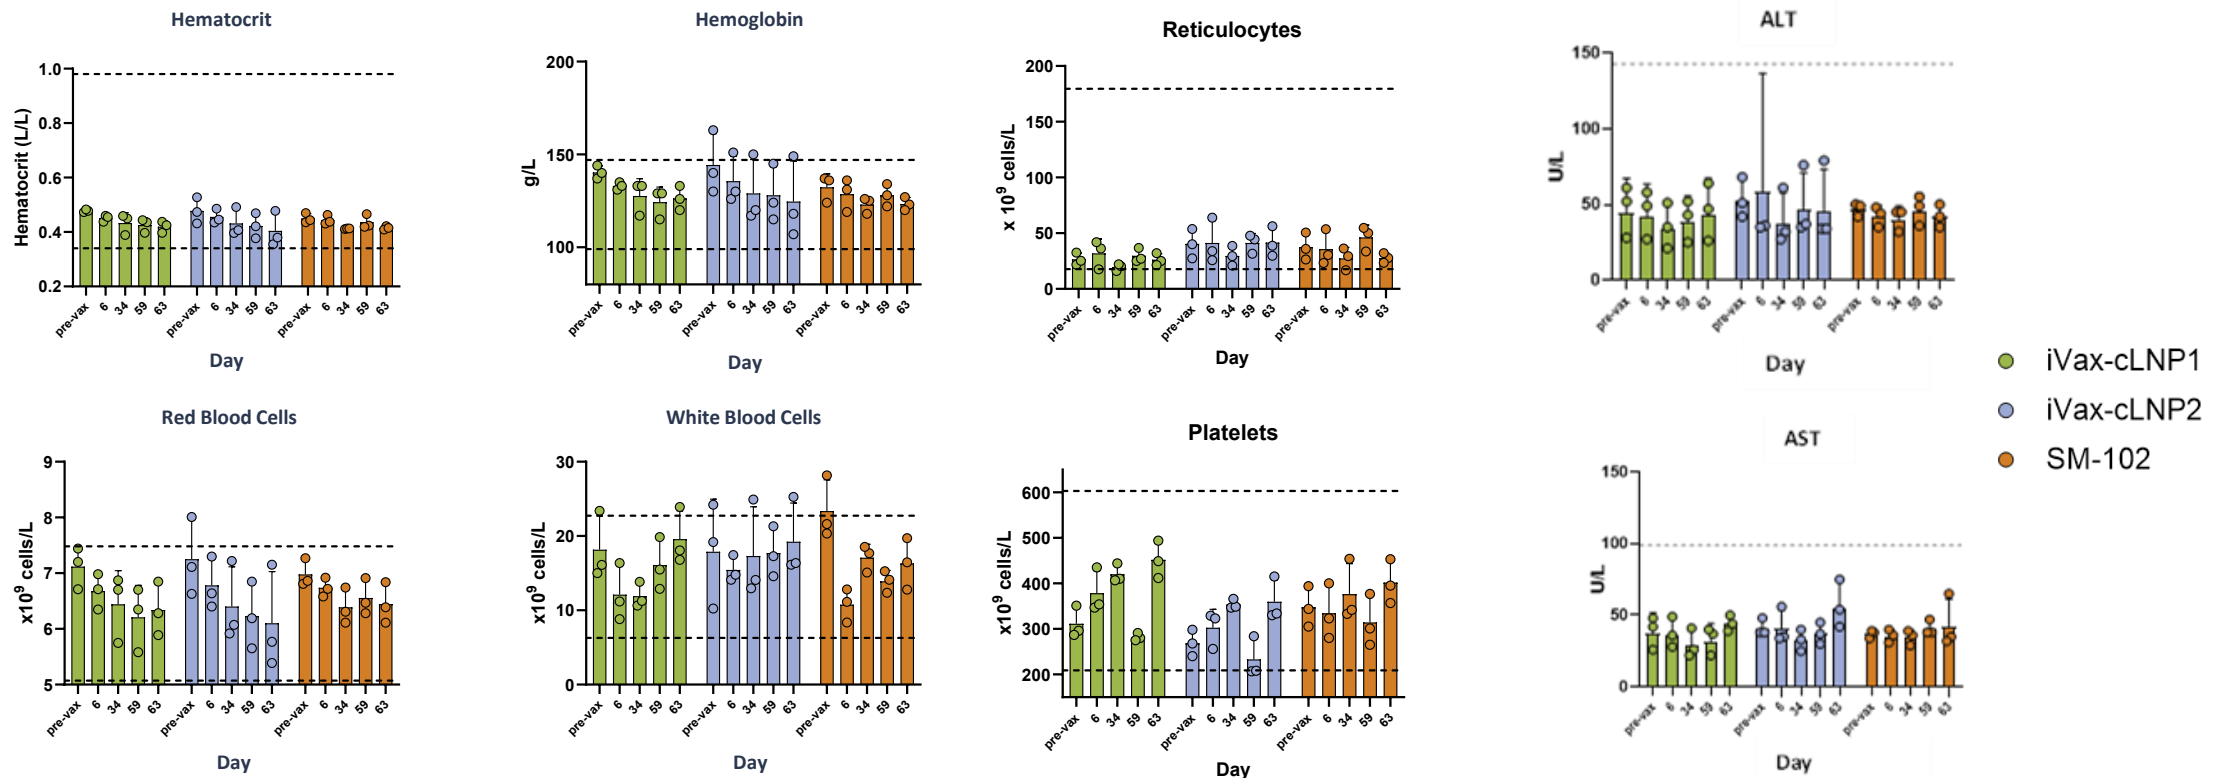 Hematocrit
Hematocrit (L/L)
1.0
0.8
0.6
0.4
0.2
pre-vax 6 34 59 63 pre-vax 6 34 59 63 pre-vax 6 34 59 63
Day
Hemoglobin
g/L
200
150
100
pre-vax 6 34 59 63 pre-vax 6 34 59 63 pre-vax 6 34 59 63
Day
Reticulocytes
x 10⁹ cells/L
200
150
100
50
0
pre-vax 6 34 59 63 pre-vax 6 34 59 63 pre-vax 6 34 59 63
Day
ALT
U/L
150
100
50
0
pre-vax 6 34 59 63 pre-vax 6 34 59 63 pre-vax 6 34 59 63
Day
iVax-cLNP1
iVax-cLNP2
SM-102
Red Blood Cells
x10⁹ cells/L
9
8
7
6
5
pre-vax 6 34 59 63 pre-vax 6 34 59 63 pre-vax 6 34 59 63
Day
White Blood Cells
x10⁹ cells/L
30
20
10
0
pre-vax 6 34 59 63 pre-vax 6 34 59 63 pre-vax 6 34 59 63
Day
Platelets
x10⁹ cells/L
600
500
400
300
200
pre-vax 6 34 59 63 pre-vax 6 34 59 63 pre-vax 6 34 59 63
Day
AST
U/L
150
100
50
0
pre-vax 6 34 59 63 pre-vax 6 34 59 63 pre-vax 6 34 59 63
Day